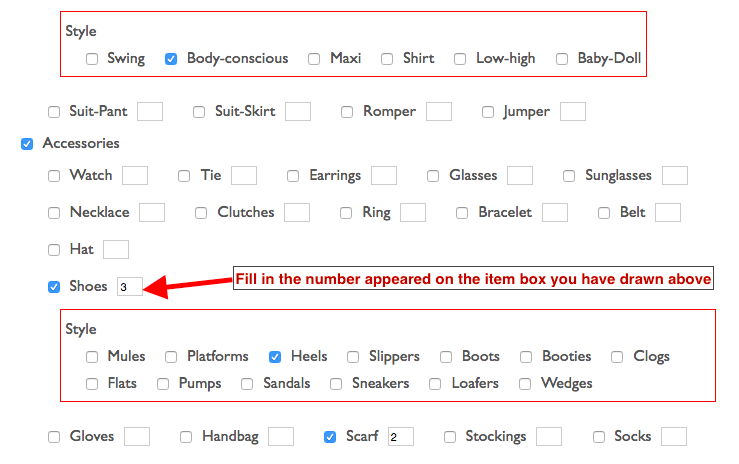 Style
Swing Body-conscious Maxi Shirt Low-high Baby-Doll
Suit-Pant Suit-Skirt Romper Jumper
Accessories
Watch Tie Earrings Glasses Sunglasses
Necklace Clutches Ring Bracelet Belt
Hat
Shoes 3 Fill in the number appeared on the item box you have drawn above
Style
Mules Platforms Heels Slippers Boots Booties Clogs
Flats Pumps Sandals Sneakers Loafers Wedges
Gloves Handbag Scarf 2 Stockings Socks